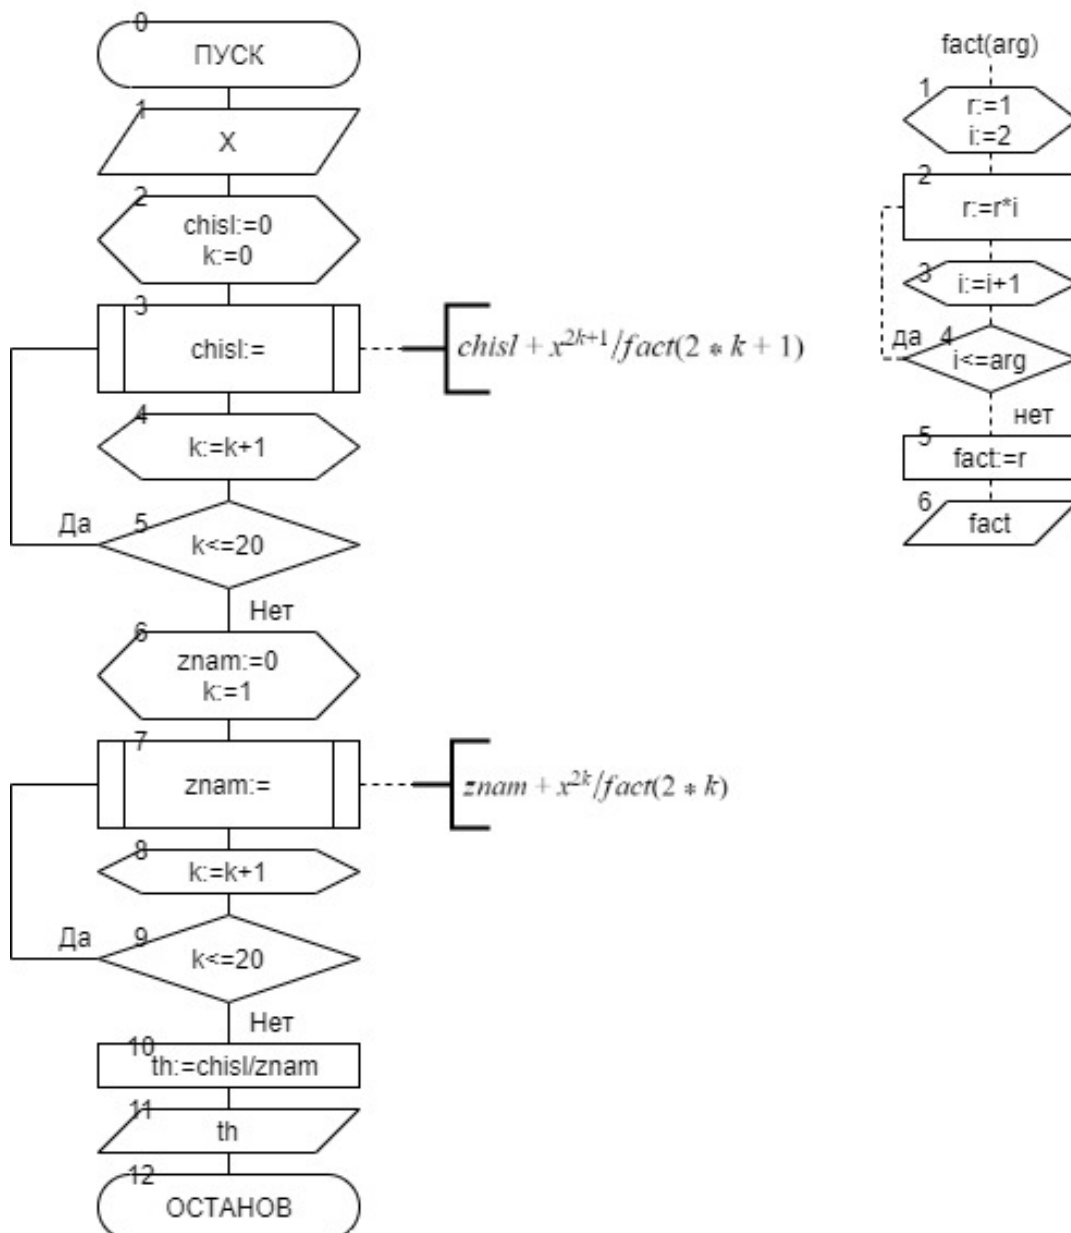 0
ПУСК
1
X
2
chisl:=0
k:=0
3
chisl:=
chisl + x^{2k+1}/fact(2 * k + 1)
4
k:=k+1
5
Да
k<=20
Нет
6
znam:=0
k:=1
7
znam:=
znam + x^{2k}/fact(2 * k)
8
k:=k+1
9
Да
k<=20
Нет
10
th:=chisl/znam
11
th
12
ОСТАНОВ
fact(arg)
1
r:=1
i:=2
2
r:=r*i
3
i:=i+1
4
да
i<=arg
нет
5
fact:=r
6
fact